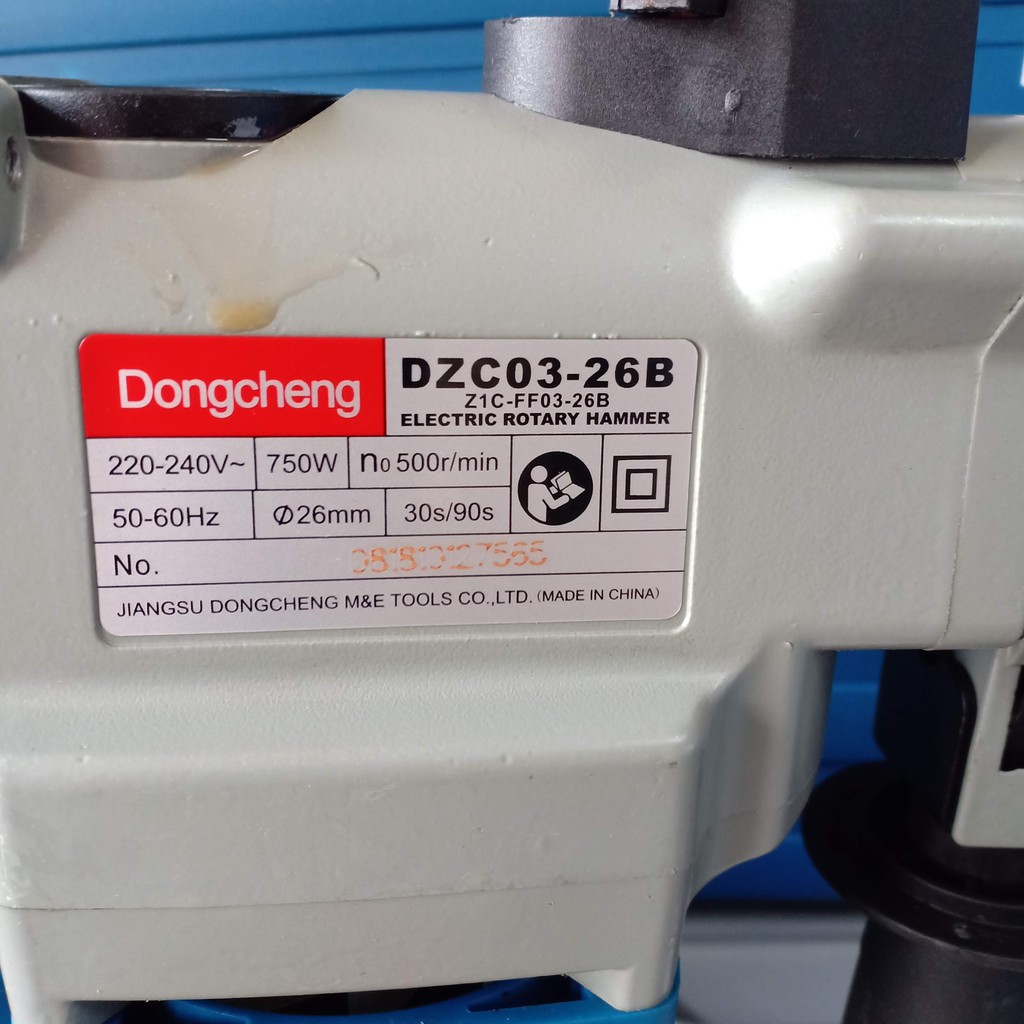 Dongcheng
DZC03-26B
Z1C-FF03-26B
ELECTRIC ROTARY HAMMER
220-240V~ 750W n₀ 500r/min
50-60Hz Ø26mm 30s/90s
No.
JIANGSU DONGCHENG M&E TOOLS CO.,LTD. (MADE IN CHINA)